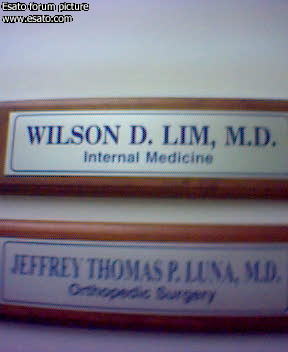 Esato forum picture
www.esato.com
WILSON D. LIM, M.D.
Internal Medicine
JEFFREY THOMAS P. LUNA, M.D.
Orthopedic Surgery